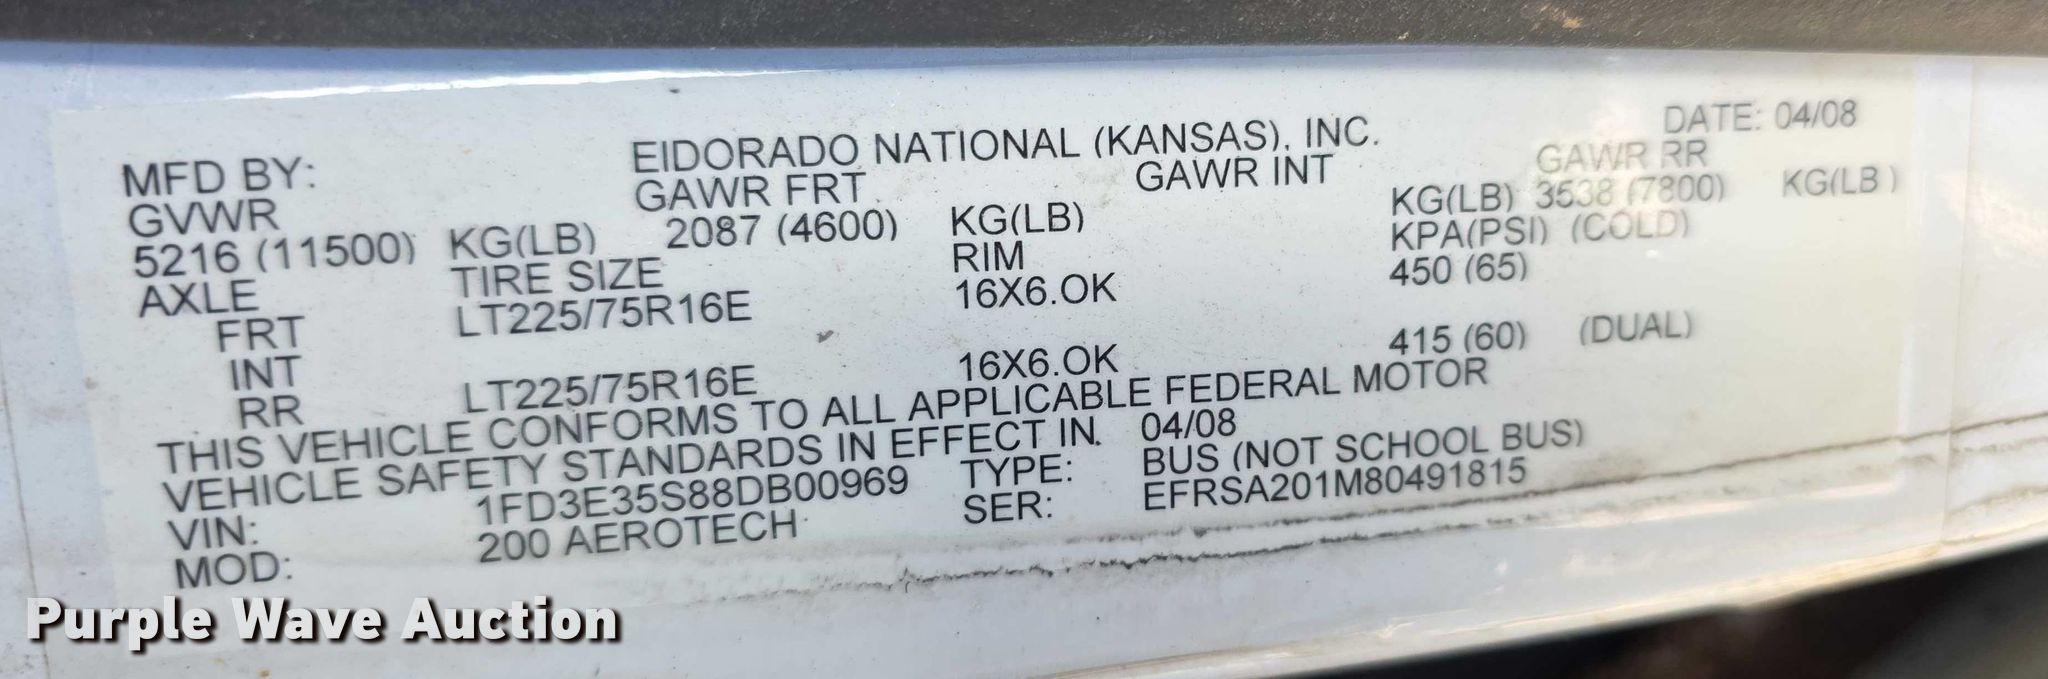 DATE: 04/08
MFD BY: EIDORADO NATIONAL (KANSAS), INC.
GVWR GAWR FRT GAWR INT GAWR RR
5216 (11500) KG(LB) 2087 (4600) KG(LB) KG(LB) 3538 (7800) KG(LB )
AXLE TIRE SIZE RIM KPA(PSI) (COLD)
FRT LT225/75R16E 16X6.OK 450 (65)
INT
RR LT225/75R16E 16X6.OK 415 (60) (DUAL)
THIS VEHICLE CONFORMS TO ALL APPLICABLE FEDERAL MOTOR
VEHICLE SAFETY STANDARDS IN EFFECT IN. 04/08
VIN: 1FD3E35S88DB00969 TYPE: BUS (NOT SCHOOL BUS)
MOD: 200 AEROTECH SER: EFRSA201M80491815
Purple Wave Auction